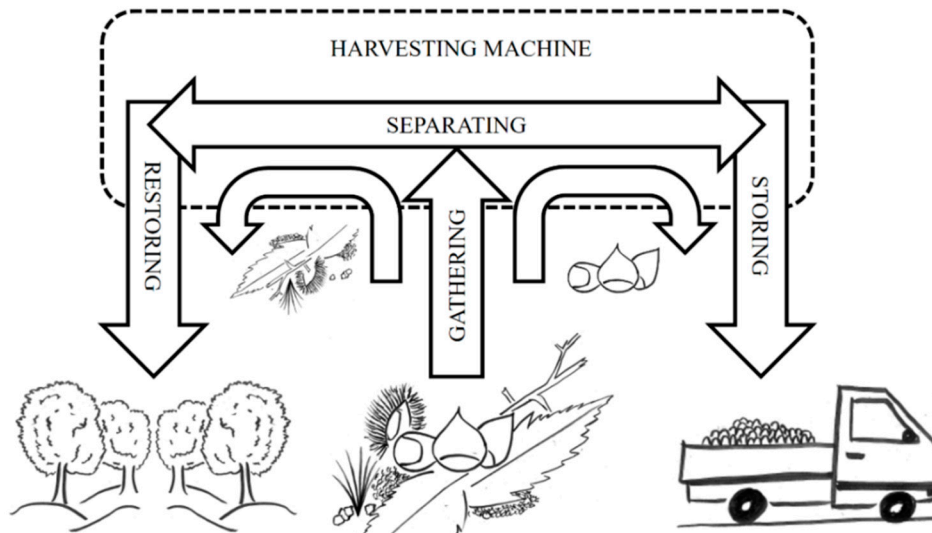 HARVESTING MACHINE
SEPARATING
RESTORING
GATHERING
STORING